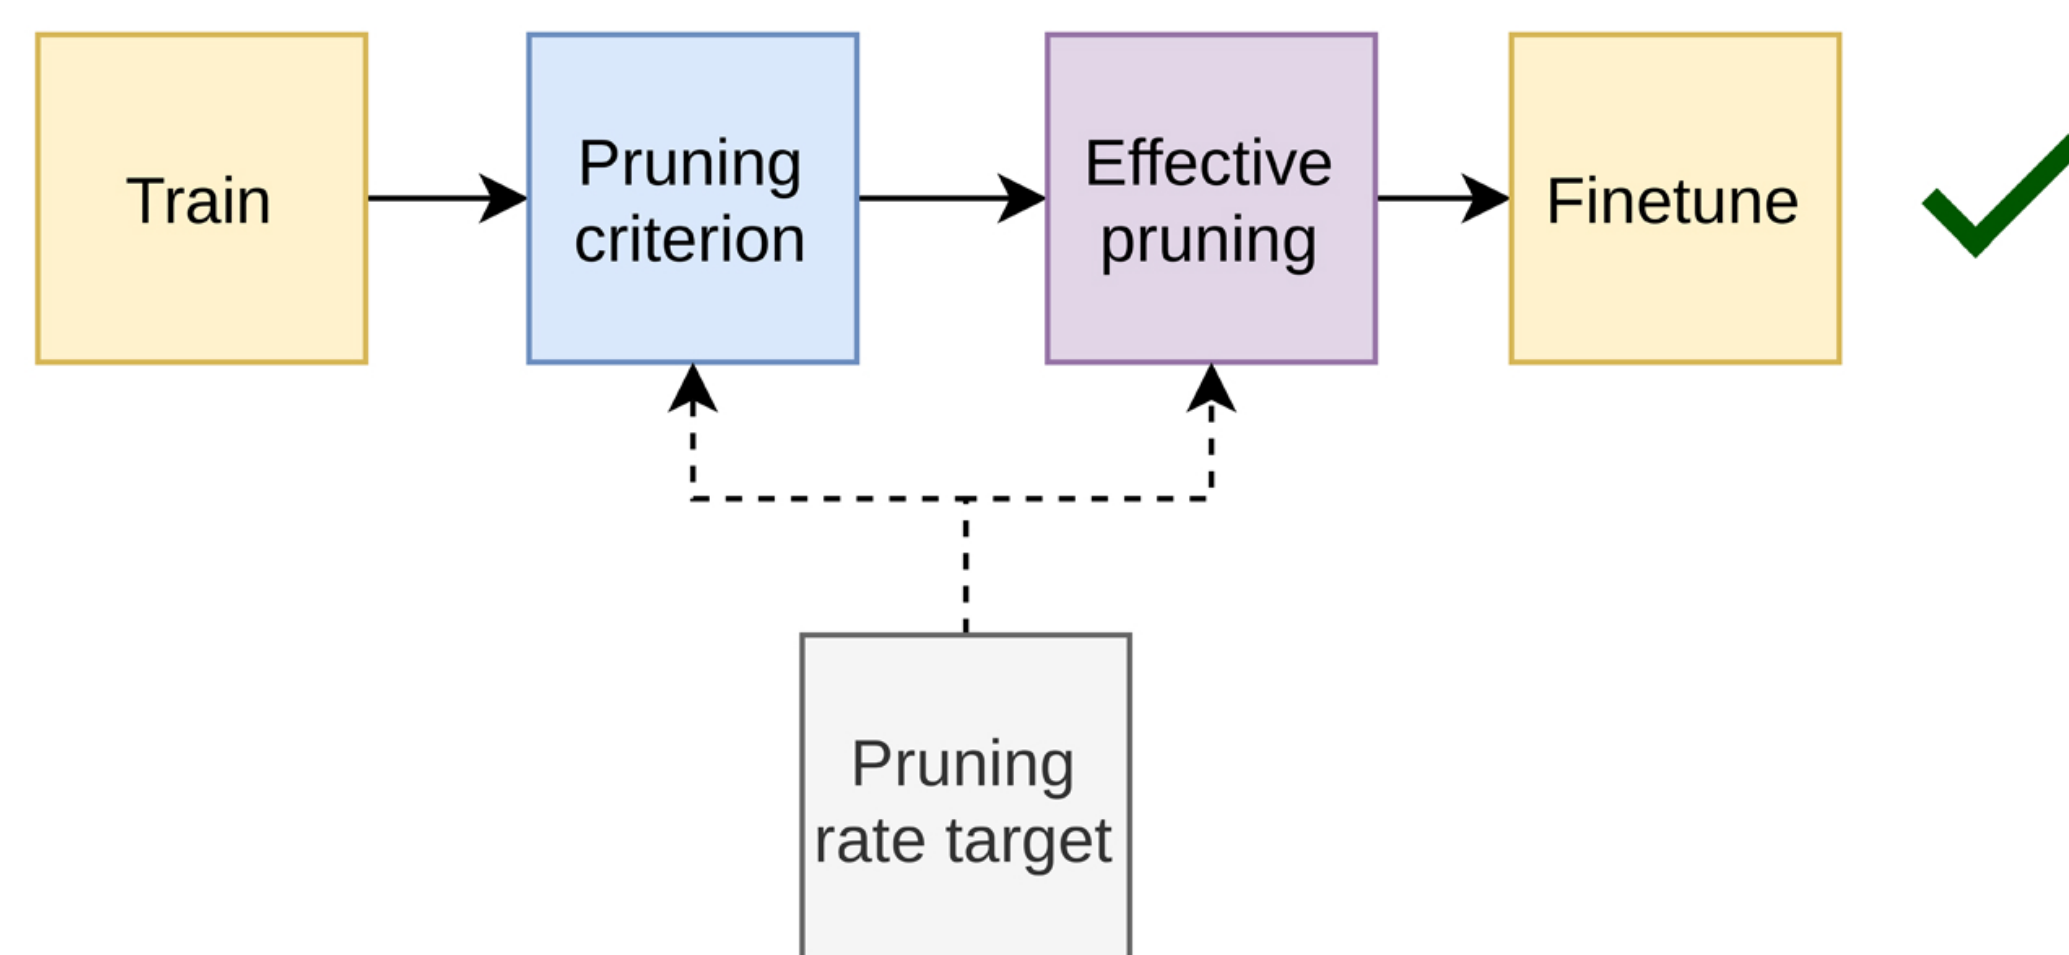 Train
Pruning
criterion
Effective
pruning
Finetune
Pruning
rate target